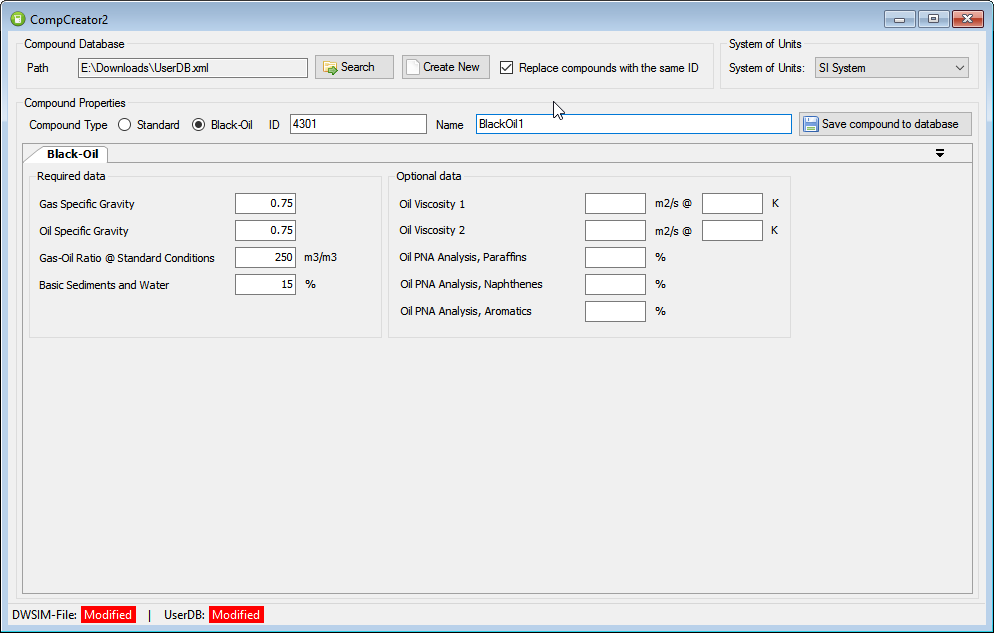 CompCreator2
Compound Database
Path E:\Downloads\UserDB.xml Search Create New Replace compounds with the same ID
System of Units
System of Units: SI System
Compound Properties
Compound Type Standard Black-Oil ID 4301 Name BlackOil1 Save compound to database
Black-Oil
Required data
Gas Specific Gravity 0.75
Oil Specific Gravity 0.75
Gas-Oil Ratio @ Standard Conditions 250 m3/m3
Basic Sediments and Water 15 %
Optional data
Oil Viscosity 1 m2/s @ K
Oil Viscosity 2 m2/s @ K
Oil PNA Analysis, Paraffins %
Oil PNA Analysis, Naphthenes %
Oil PNA Analysis, Aromatics %
DWSIM-File: Modified | UserDB: Modified